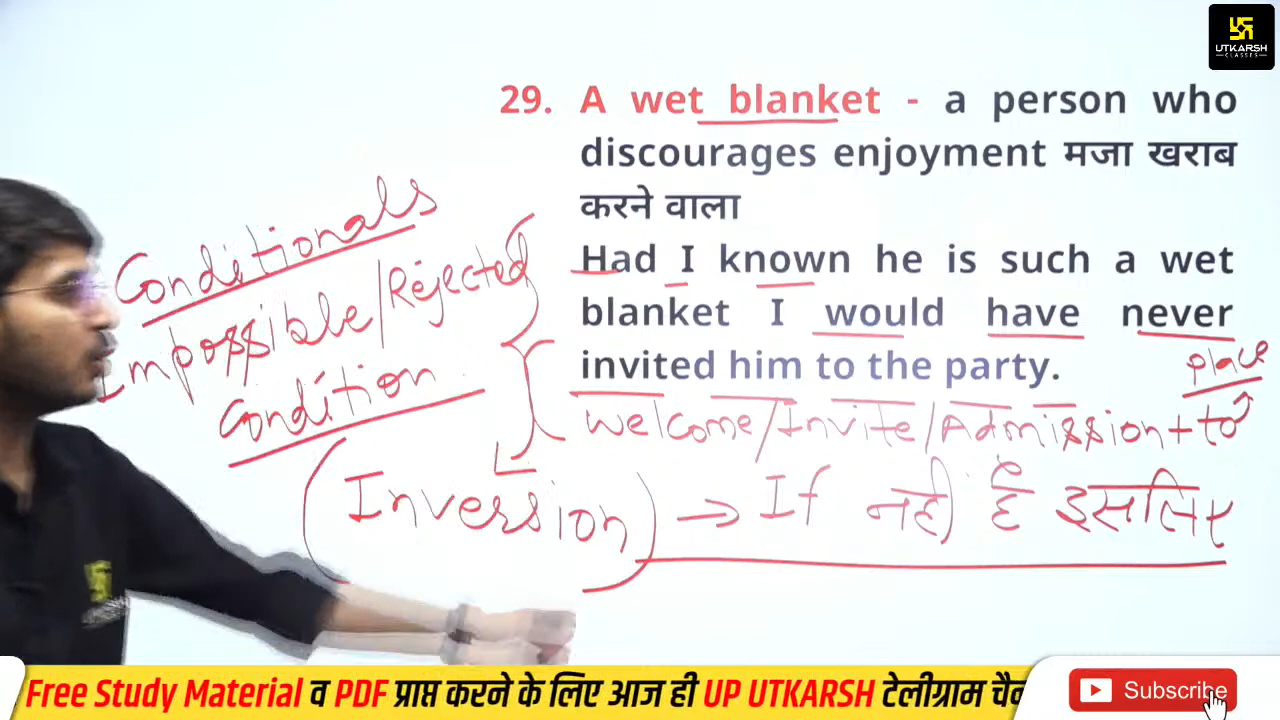 UTKARSH
CLASSES
29. A wet blanket - a person who
discourages enjoyment मजा खराब
करने वाला
Had I known he is such a wet
blanket I would have never
invited him to the party.
place
Welcome/Invite/Admission + to
Conditionals
Impossible/Rejected
Condition
(Inversion) → If नही है इसलिए
UTKARSH
Free Study Material व PDF प्राप्त करने के लिए आज ही UP UTKARSH टेलीग्राम
Subscribe